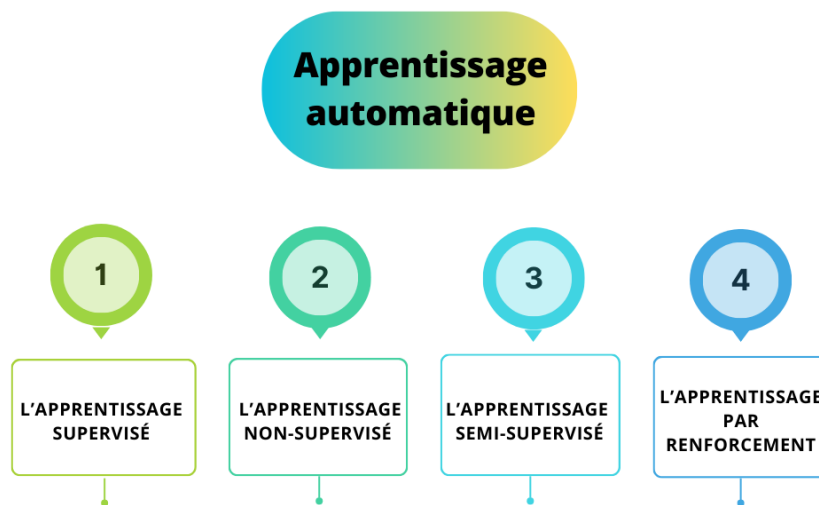 Apprentissage
automatique
1
2
3
4
L’APPRENTISSAGE
SUPERVISÉ
L’APPRENTISSAGE
NON-SUPERVISÉ
L’APPRENTISSAGE
SEMI-SUPERVISÉ
L’APPRENTISSAGE
PAR
RENFORCEMENT